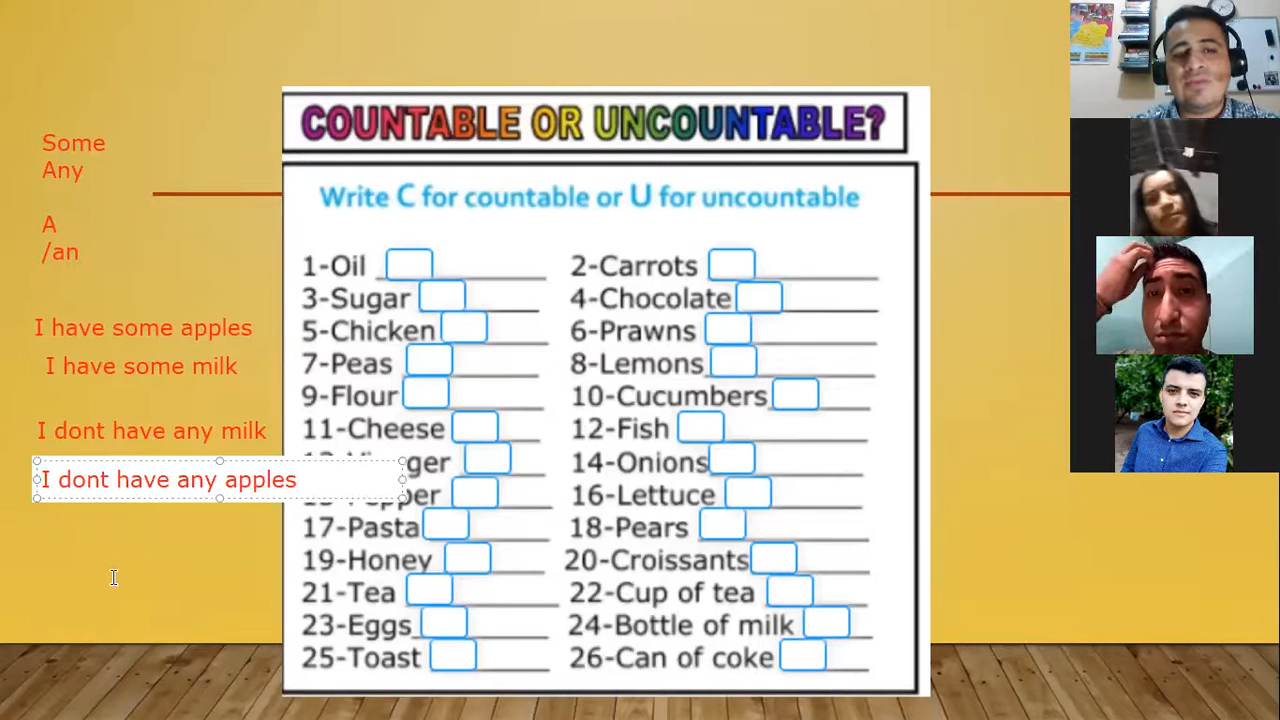 Some
Any
A
/an
I have some apples
I have some milk
I dont have any milk
I dont have any apples
COUNTABLE OR UNCOUNTABLE?
Write C for countable or U for uncountable
1-Oil
2-Carrots
3-Sugar
4-Chocolate
5-Chicken
6-Prawns
7-Peas
8-Lemons
9-Flour
10-Cucumbers
11-Cheese
12-Fish
14-Onions
16-Lettuce
17-Pasta
18-Pears
19-Honey
20-Croissants
21-Tea
22-Cup of tea
23-Eggs
24-Bottle of milk
25-Toast
26-Can of coke